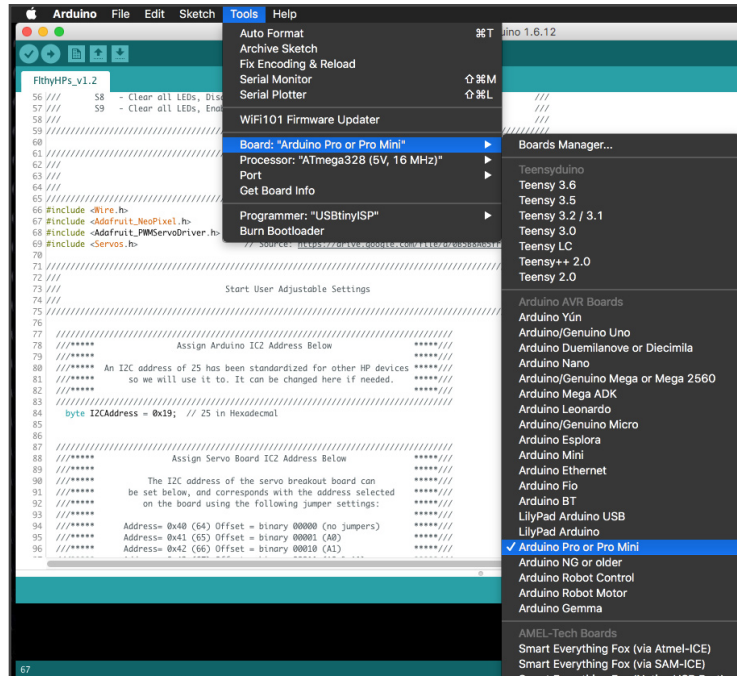 Arduino File Edit Sketch Tools Help
uino 1.6.12
Auto Format ⌘T
Archive Sketch
Fix Encoding & Reload
Serial Monitor ⇧⌘M
Serial Plotter ⇧⌘L
WiFi101 Firmware Updater
Board: "Arduino Pro or Pro Mini"
Processor: "ATmega328 (5V, 16 MHz)"
Port
Get Board Info
Programmer: "USBtinyISP"
Burn Bootloader
Boards Manager...
Teensyduino
Teensy 3.6
Teensy 3.5
Teensy 3.2 / 3.1
Teensy 3.0
Teensy LC
Teensy++ 2.0
Teensy 2.0
Arduino AVR Boards
Arduino Yún
Arduino/Genuino Uno
Arduino Duemilanove or Diecimila
Arduino Nano
Arduino/Genuino Mega or Mega 2560
Arduino Mega ADK
Arduino Leonardo
Arduino/Genuino Micro
Arduino Esplora
Arduino Mini
Arduino Ethernet
Arduino Fio
Arduino BT
LilyPad Arduino USB
LilyPad Arduino
✓ Arduino Pro or Pro Mini
Arduino NG or older
Arduino Robot Control
Arduino Robot Motor
Arduino Gemma
AMEL-Tech Boards
Smart Everything Fox (via Atmel-ICE)
Smart Everything Fox (via SAM-ICE)
FlthyHPs_v1.2
56 /// S8 - Clear all LEDs, ///
57 /// S9 - Clear all LEDs, ///
58 /// ///
59 ///
60
61 ///
62 ///
63 ///
64 ///
65 ///
66 #include <Wire.h>
67 #include <Adafruit_NeoPixel.h>
68 #include <Adafruit_PWMServoDriver.h>
69 #include <Servos.h> // Source:
70
71 ///
72 ///
73 /// Start User Adjustable Settings
74 ///
75 ///
76
77 ///
78 ///***** Assign Arduino IC2 Address Below *****///
79 ///***** *****///
80 ///***** An I2C address of 25 has been standardized for other HP devices *****///
81 ///***** so we will use it to. It can be changed here if needed. *****///
82 ///***** *****///
83 ///
84 byte I2CAddress = 0x19; // 25 in Hexadecmal
85
86
87 ///
88 ///***** Assign Servo Board IC2 Address Below *****///
89 ///***** *****///
90 ///***** The I2C address of the servo breakout board can *****///
91 ///***** be set below, and corresponds with the address selected *****///
92 ///***** on the board using the following jumper settings: *****///
93 ///***** *****///
94 ///***** Address= 0x40 (64) Offset = binary 00000 (no jumpers) *****///
95 ///***** Address= 0x41 (65) Offset = binary 00001 (A0) *****///
96 ///***** Address= 0x42 (66) Offset = binary 00010 (A1) *****///
67